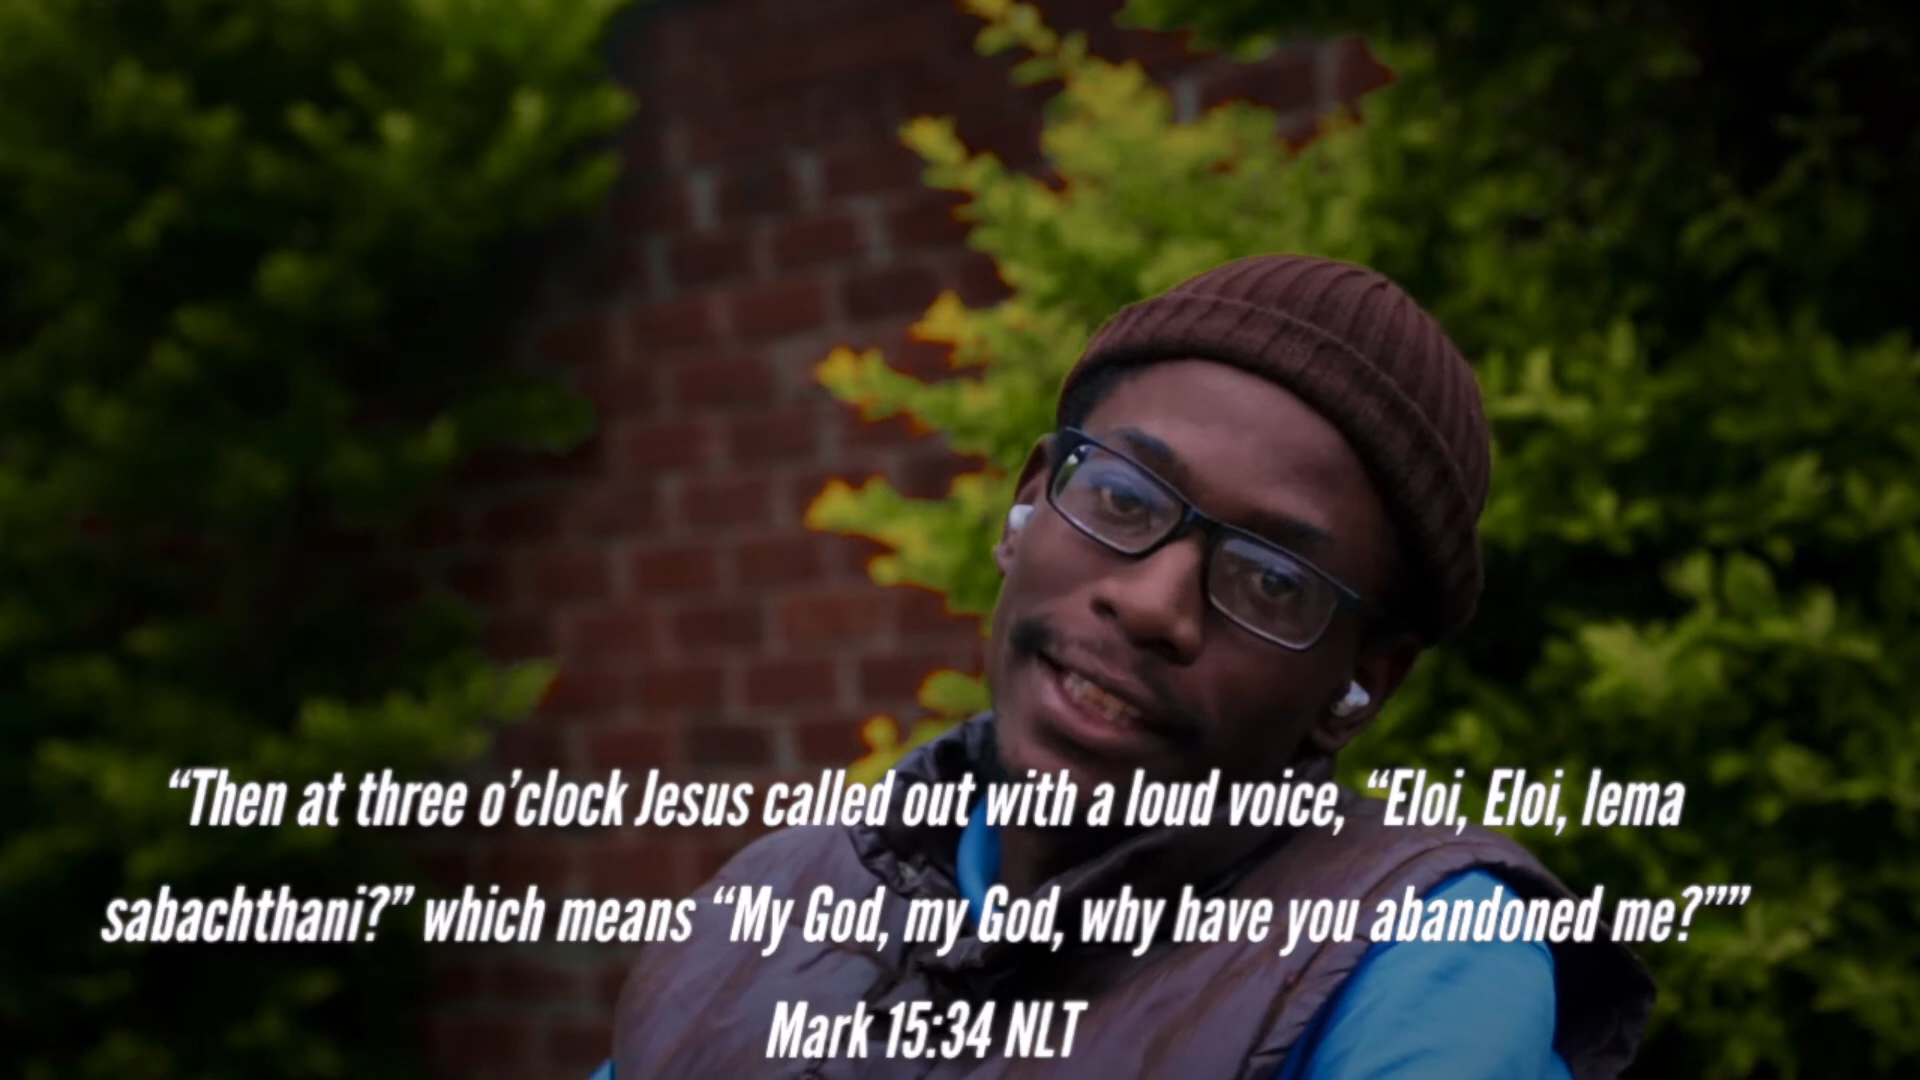 “Then at three o’clock Jesus called out with a loud voice, “Eloi, Eloi, lema
sabachthani?” which means “My God, my God, why have you abandoned me?””
Mark 15:34 NLT